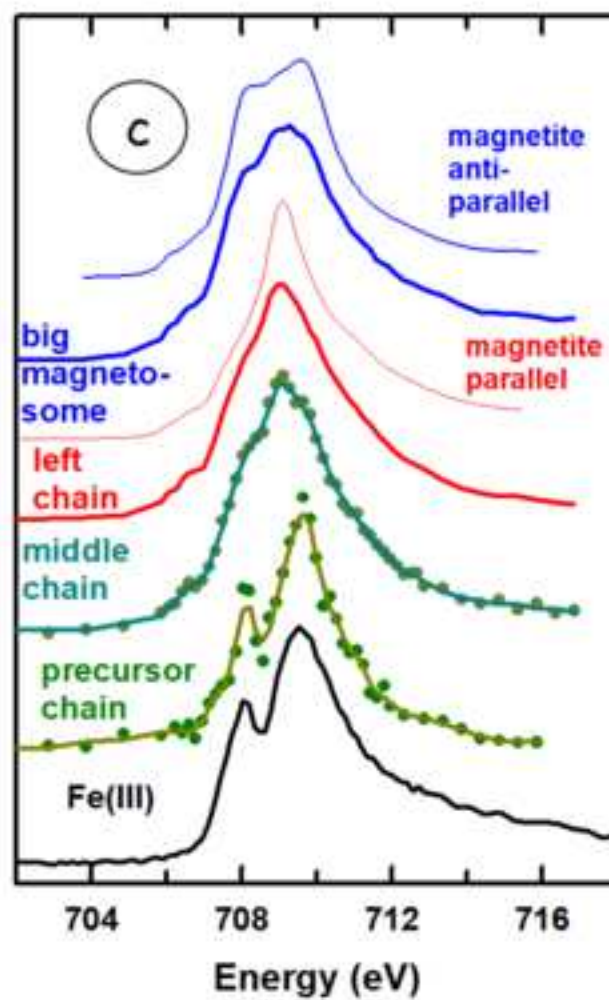 C
magnetite
anti-
parallel
big
magneto-
some
magnetite
parallel
left
chain
middle
chain
precursor
chain
Fe(III)
704 708 712 716
Energy (eV)